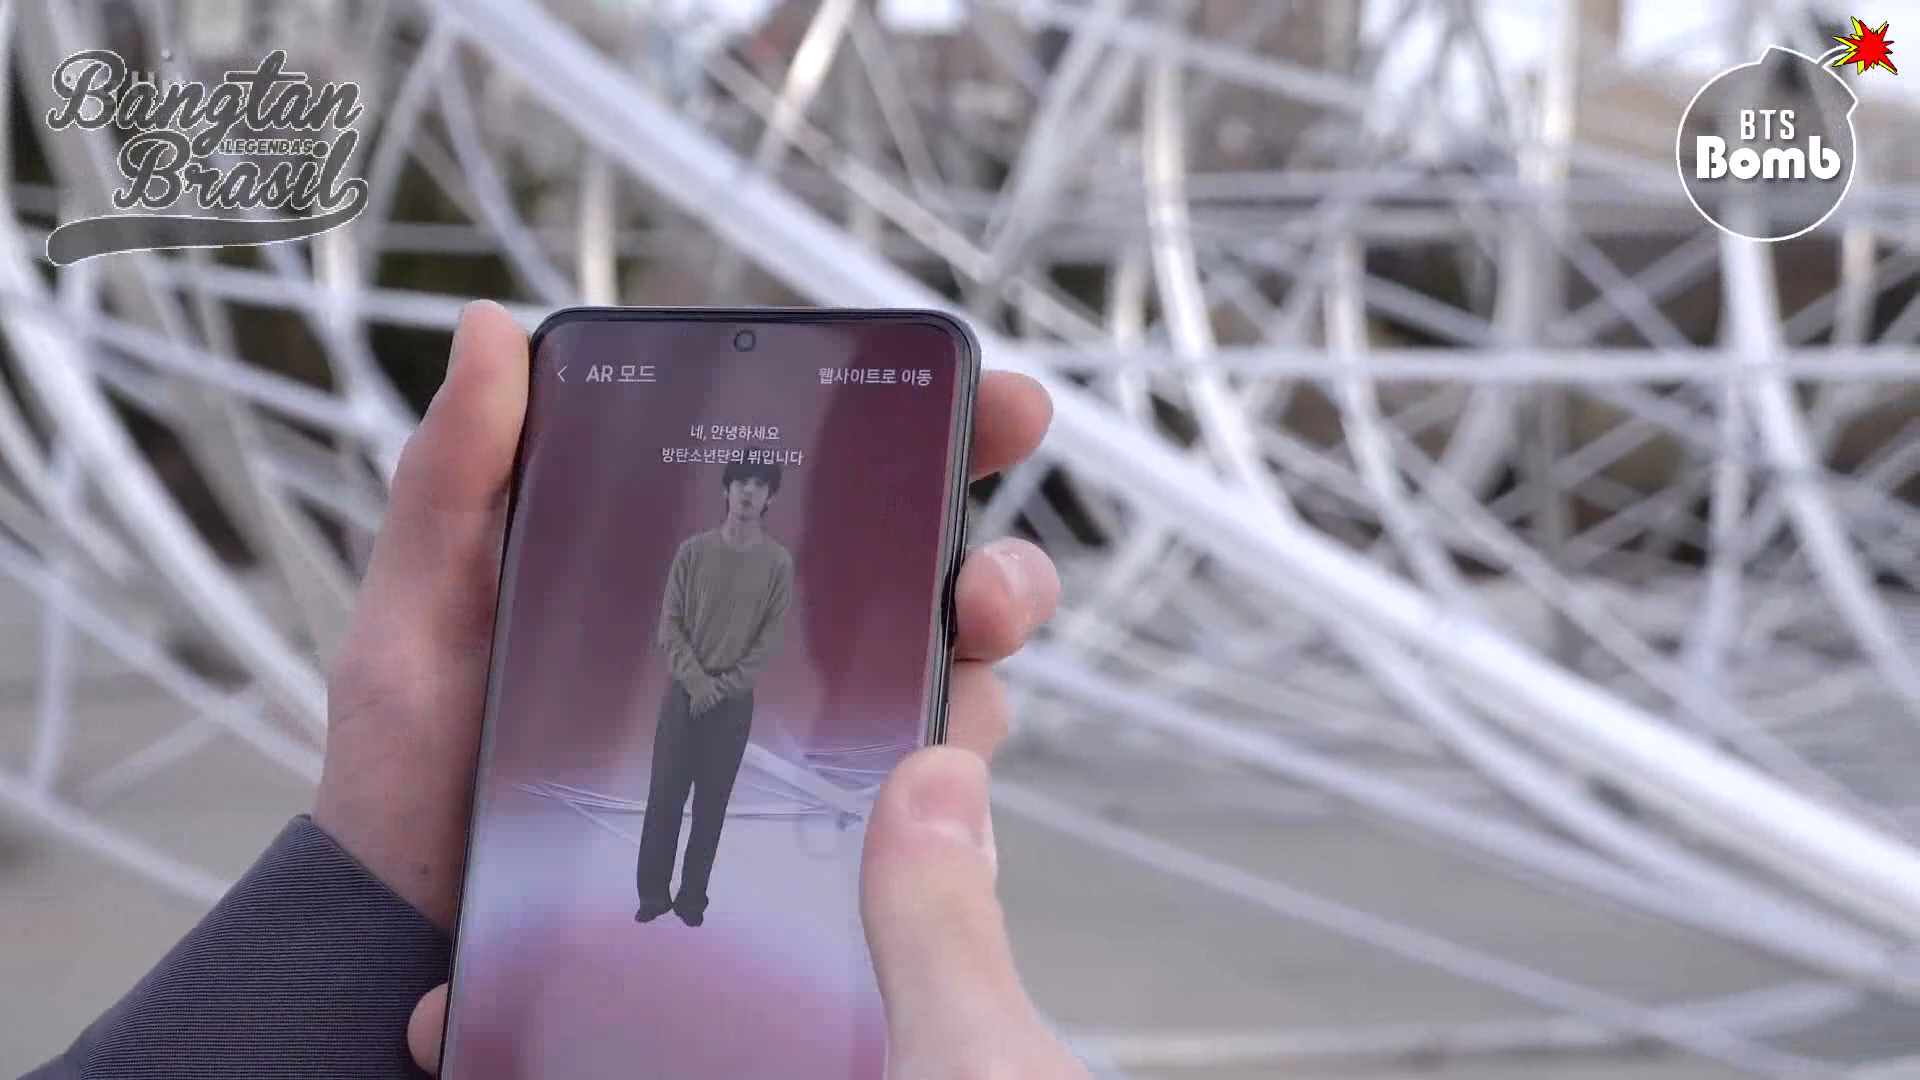 Bangtan
LEGENDAS
Brasil
BTS
Bomb
AR 모드
웹사이트로 이동
네, 안녕하세요
방탄소년단의 뷔입니다